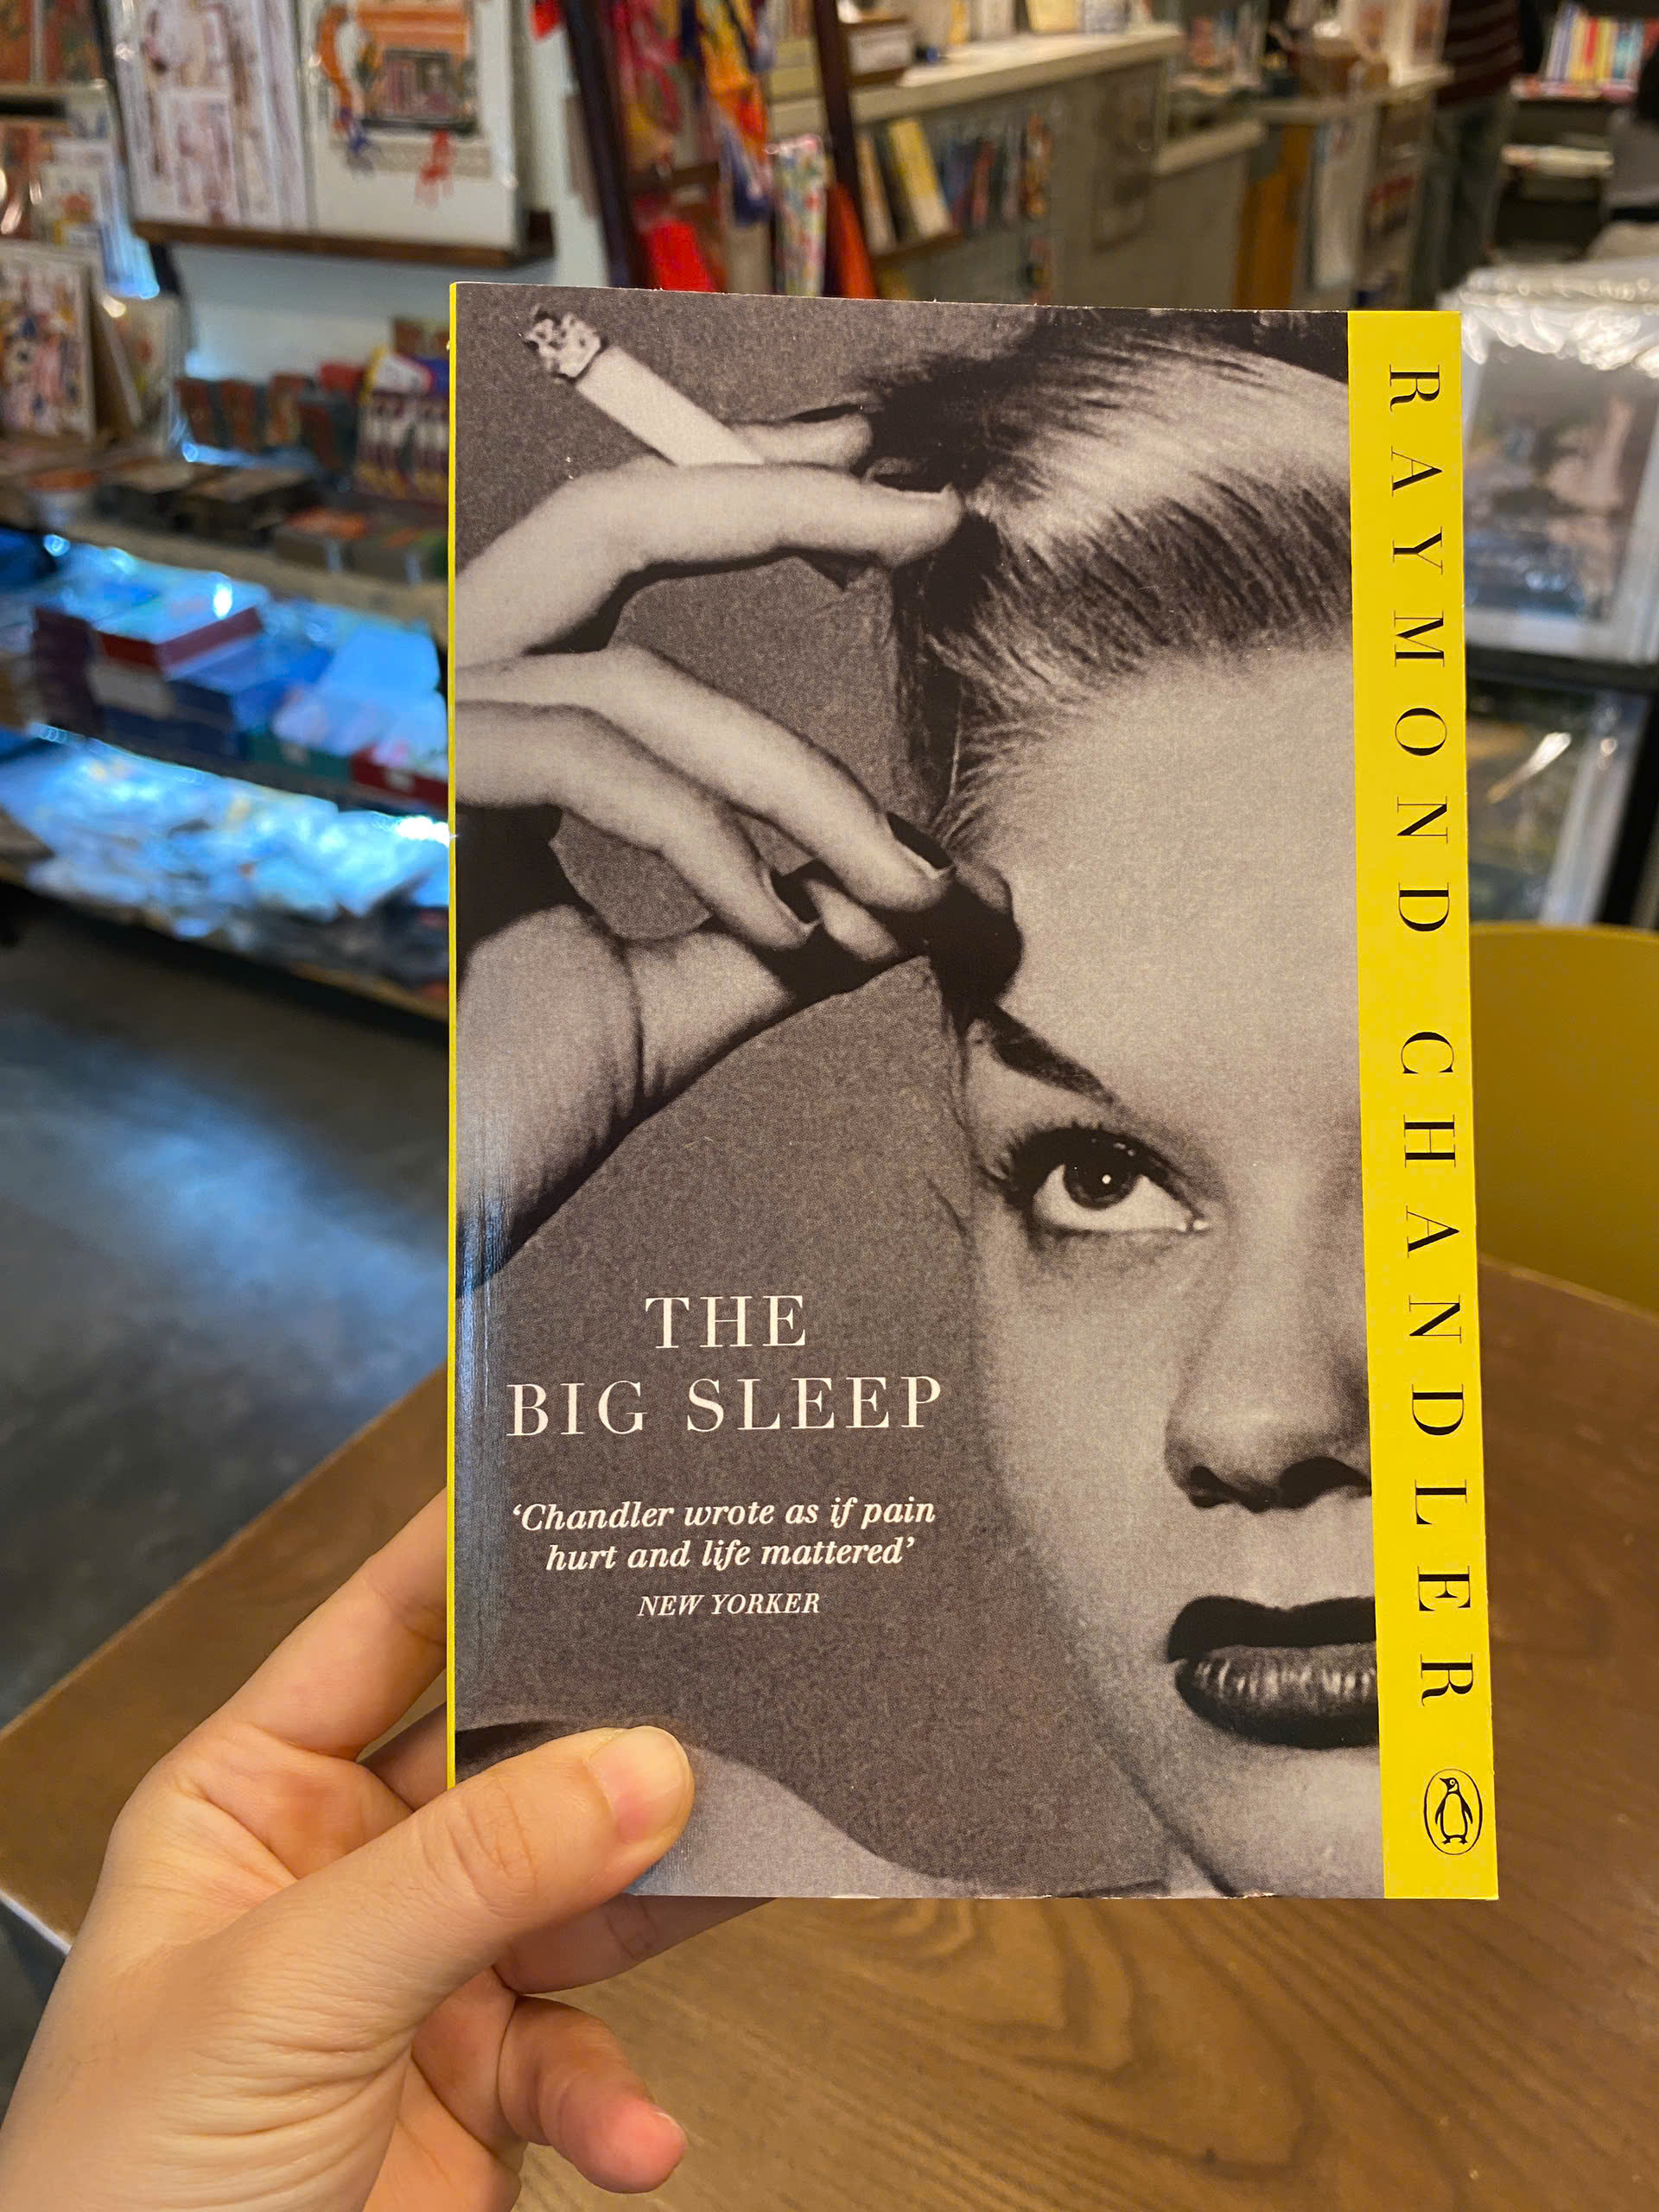 THE
BIG SLEEP
‘Chandler wrote as if pain
hurt and life mattered’
NEW YORKER
RAYMOND CHANDLER